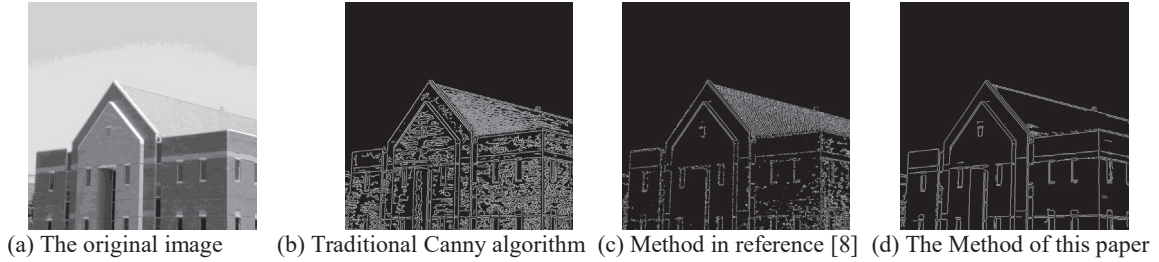 (a) The original image (b) Traditional Canny algorithm (c) Method in reference [8] (d) The Method of this paper